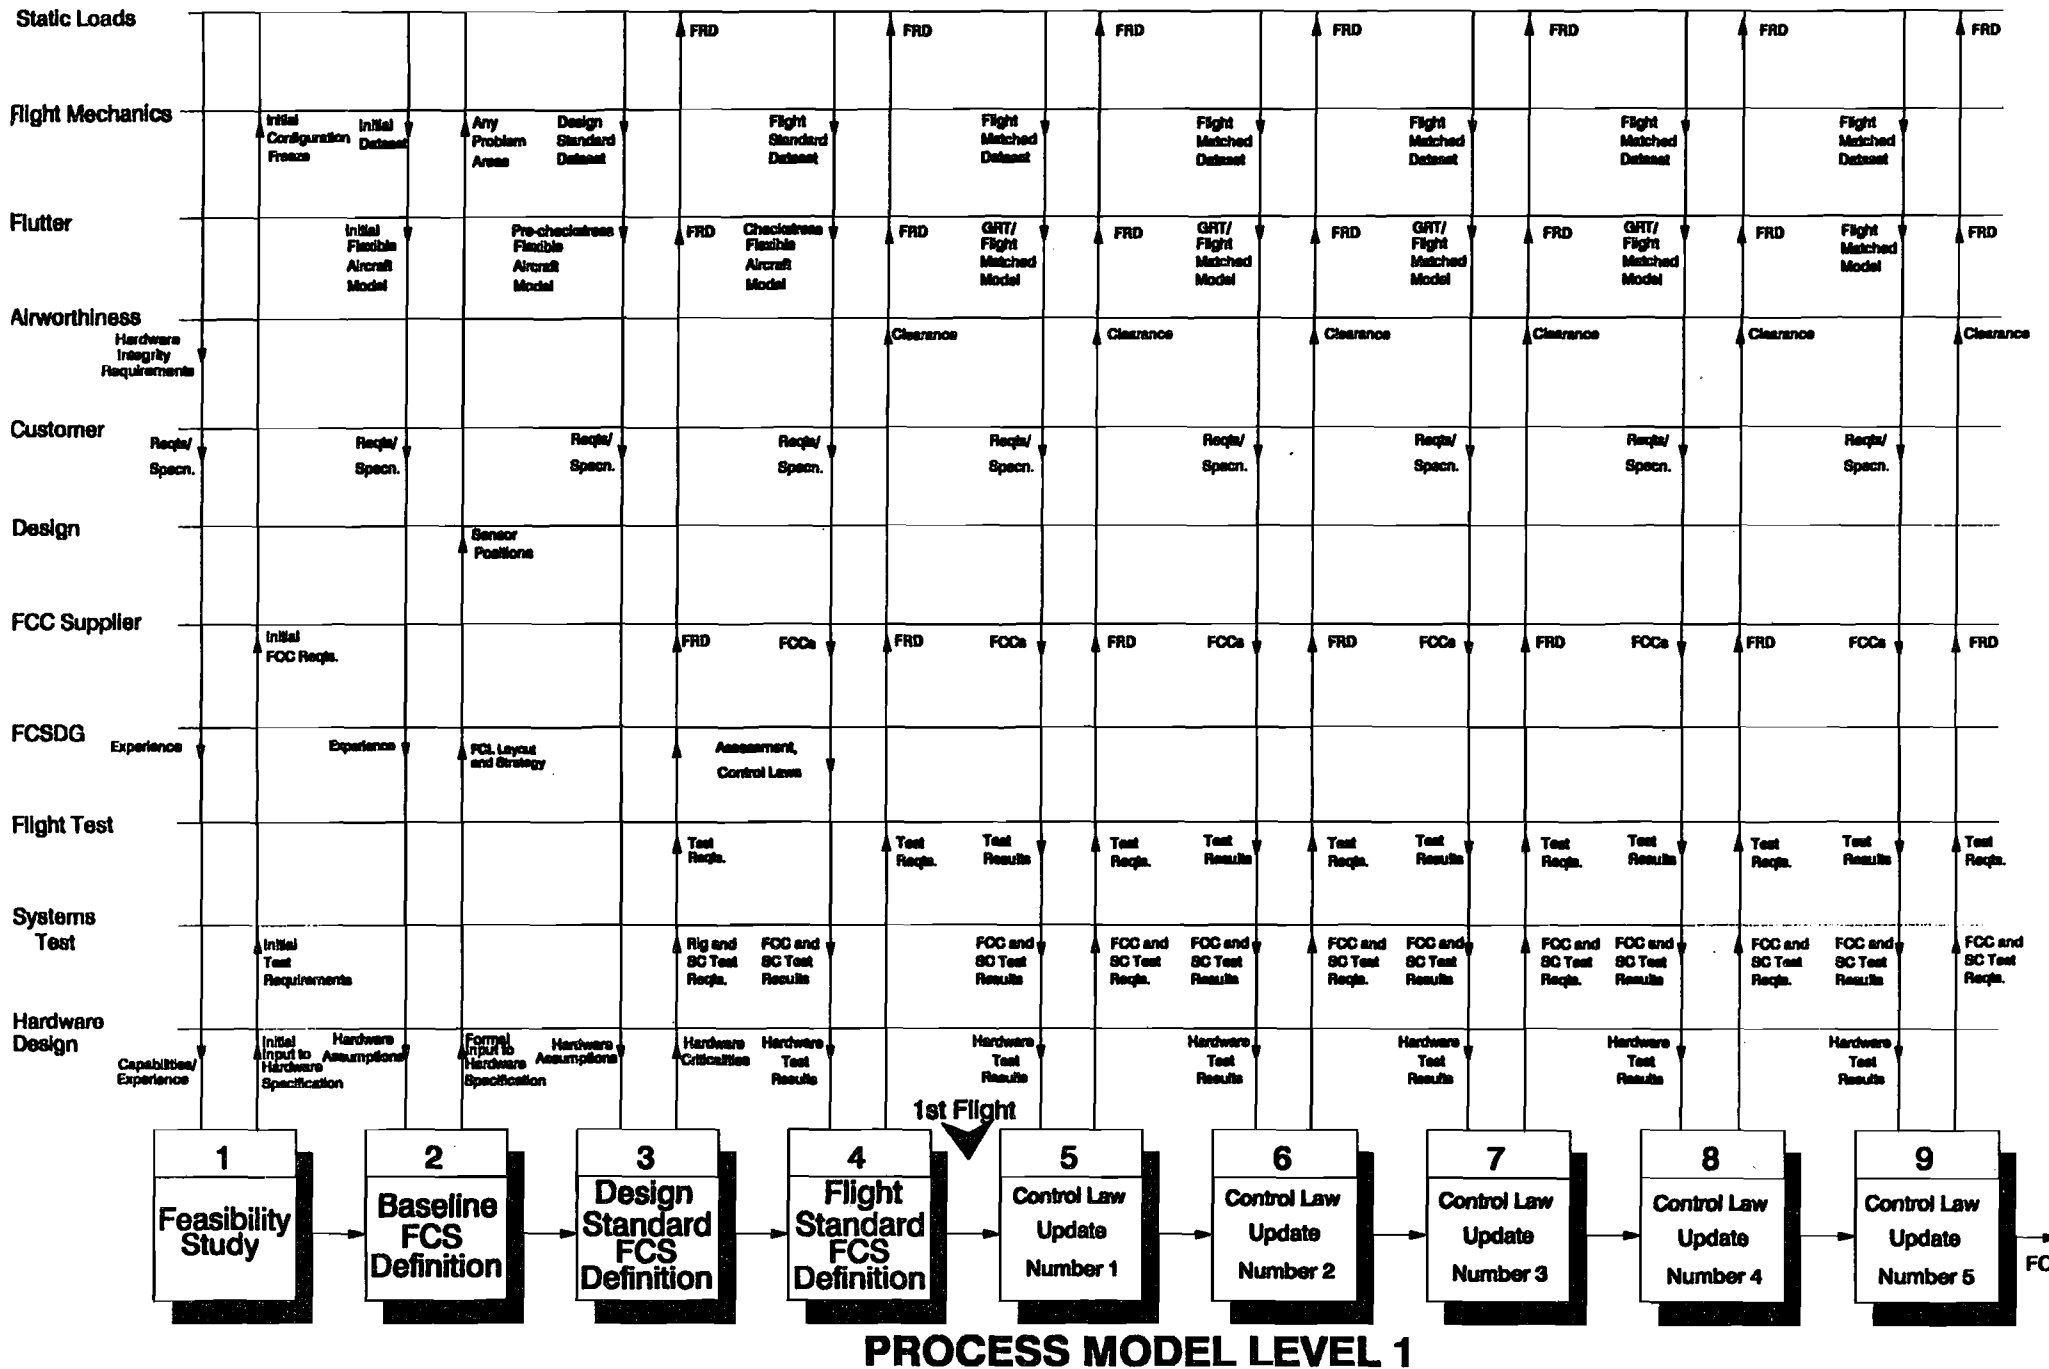 Static Loads
FRD
FRD
FRD
FRD
FRD
FRD
FRD
Flight Mechanics
Initial
Configuration
Freeze
Initial
Dataset
Any
Problem
Areas
Design
Standard
Dataset
Flight
Standard
Dataset
Flight
Matched
Dataset
Flight
Matched
Dataset
Flight
Matched
Dataset
Flight
Matched
Dataset
Flight
Matched
Dataset
Flutter
Initial
Flexible
Aircraft
Model
Pre-checkstress
Flexible
Aircraft
Model
FRD
Checkstress
Flexible
Aircraft
Model
FRD
GRT/
Flight
Matched
Model
FRD
GRT/
Flight
Matched
Model
FRD
GRT/
Flight
Matched
Model
FRD
GRT/
Flight
Matched
Model
FRD
Flight
Matched
Model
FRD
Airworthiness
Hardware
Integrity
Requirements
Clearance
Clearance
Clearance
Clearance
Clearance
Clearance
Customer
Reqts/
Specn.
Reqts/
Specn.
Reqts/
Specn.
Reqts/
Specn.
Reqts/
Specn.
Reqts/
Specn.
Reqts/
Specn.
Reqts/
Specn.
Reqts/
Specn.
Design
Sensor
Positions
FCC Supplier
Initial
FCC Reqts.
FRD
FCCs
FRD
FCCs
FRD
FCCs
FRD
FCCs
FRD
FCCs
FRD
FCCs
FRD
FCSDG
Experience
Experience
FCL Layout
and Strategy
Assessment,
Control Laws
Flight Test
Test
Reqts.
Test
Reqts.
Test
Results
Test
Reqts.
Test
Results
Test
Reqts.
Test
Results
Test
Reqts.
Test
Results
Test
Reqts.
Test
Results
Test
Reqts.
Systems
Test
Initial
Test
Requirements
Rig and
SC Test
Reqts.
FCC and
SC Test
Results
FCC and
SC Test
Results
FCC and
SC Test
Reqts.
FCC and
SC Test
Results
FCC and
SC Test
Reqts.
FCC and
SC Test
Results
FCC and
SC Test
Reqts.
FCC and
SC Test
Results
FCC and
SC Test
Reqts.
FCC and
SC Test
Results
FCC and
SC Test
Reqts.
Hardware
Design
Capabilities/
Experience
Initial
Input to
Hardware
Specification
Hardware
Assumptions
Formal
Input to
Hardware
Specification
Hardware
Assumptions
Hardware
Criticalities
Hardware
Test
Results
Hardware
Test
Results
Hardware
Test
Results
Hardware
Test
Results
Hardware
Test
Results
Hardware
Test
Results
1st Flight
1
Feasibility
Study
2
Baseline
FCS
Definition
3
Design
Standard
FCS
Definition
4
Flight
Standard
FCS
Definition
5
Control Law
Update
Number 1
6
Control Law
Update
Number 2
7
Control Law
Update
Number 3
8
Control Law
Update
Number 4
9
Control Law
Update
Number 5
FC
PROCESS MODEL LEVEL 1